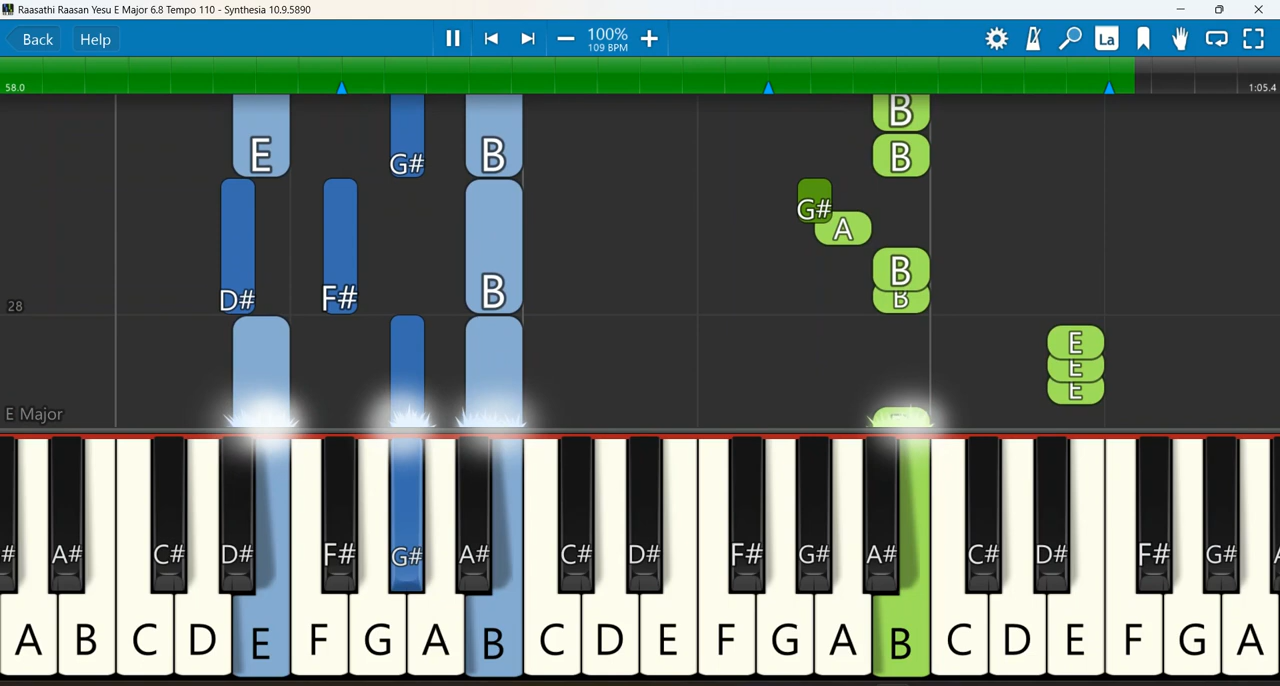 Raasathi Raasan Yesu E Major 6.8 Tempo 110 - Synthesia 10.9.5890
Back Help 100% La
109 BPM
58.0 1:05.4
B
E G# B B
G#
A
B
D# F# B B
28
E
E
E
E Major
# A# C# D# F# G# A# C# D# F# G# A# C# D# F# G#
A B C D E F G A B C D E F G A B C D E F G A